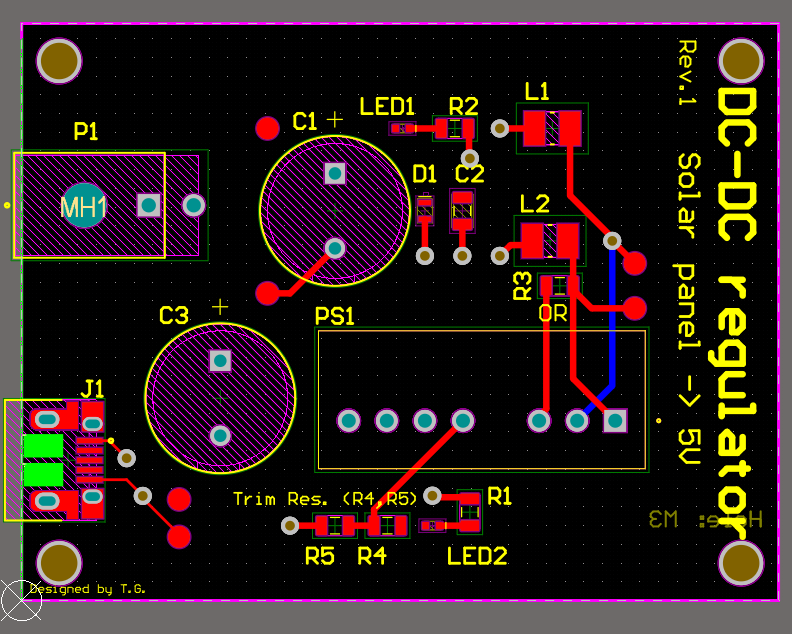 DC-DC regulator
Rev.1 Solar panel -> 5V
LED1
R2
L1
C1
P1
D1
C2
MH1
L2
R3
OR
C3
PS1
J1
Trim Res. (R4,R5)
R1
R5
R4
LED2
Hole: M3
Designed by T.G.